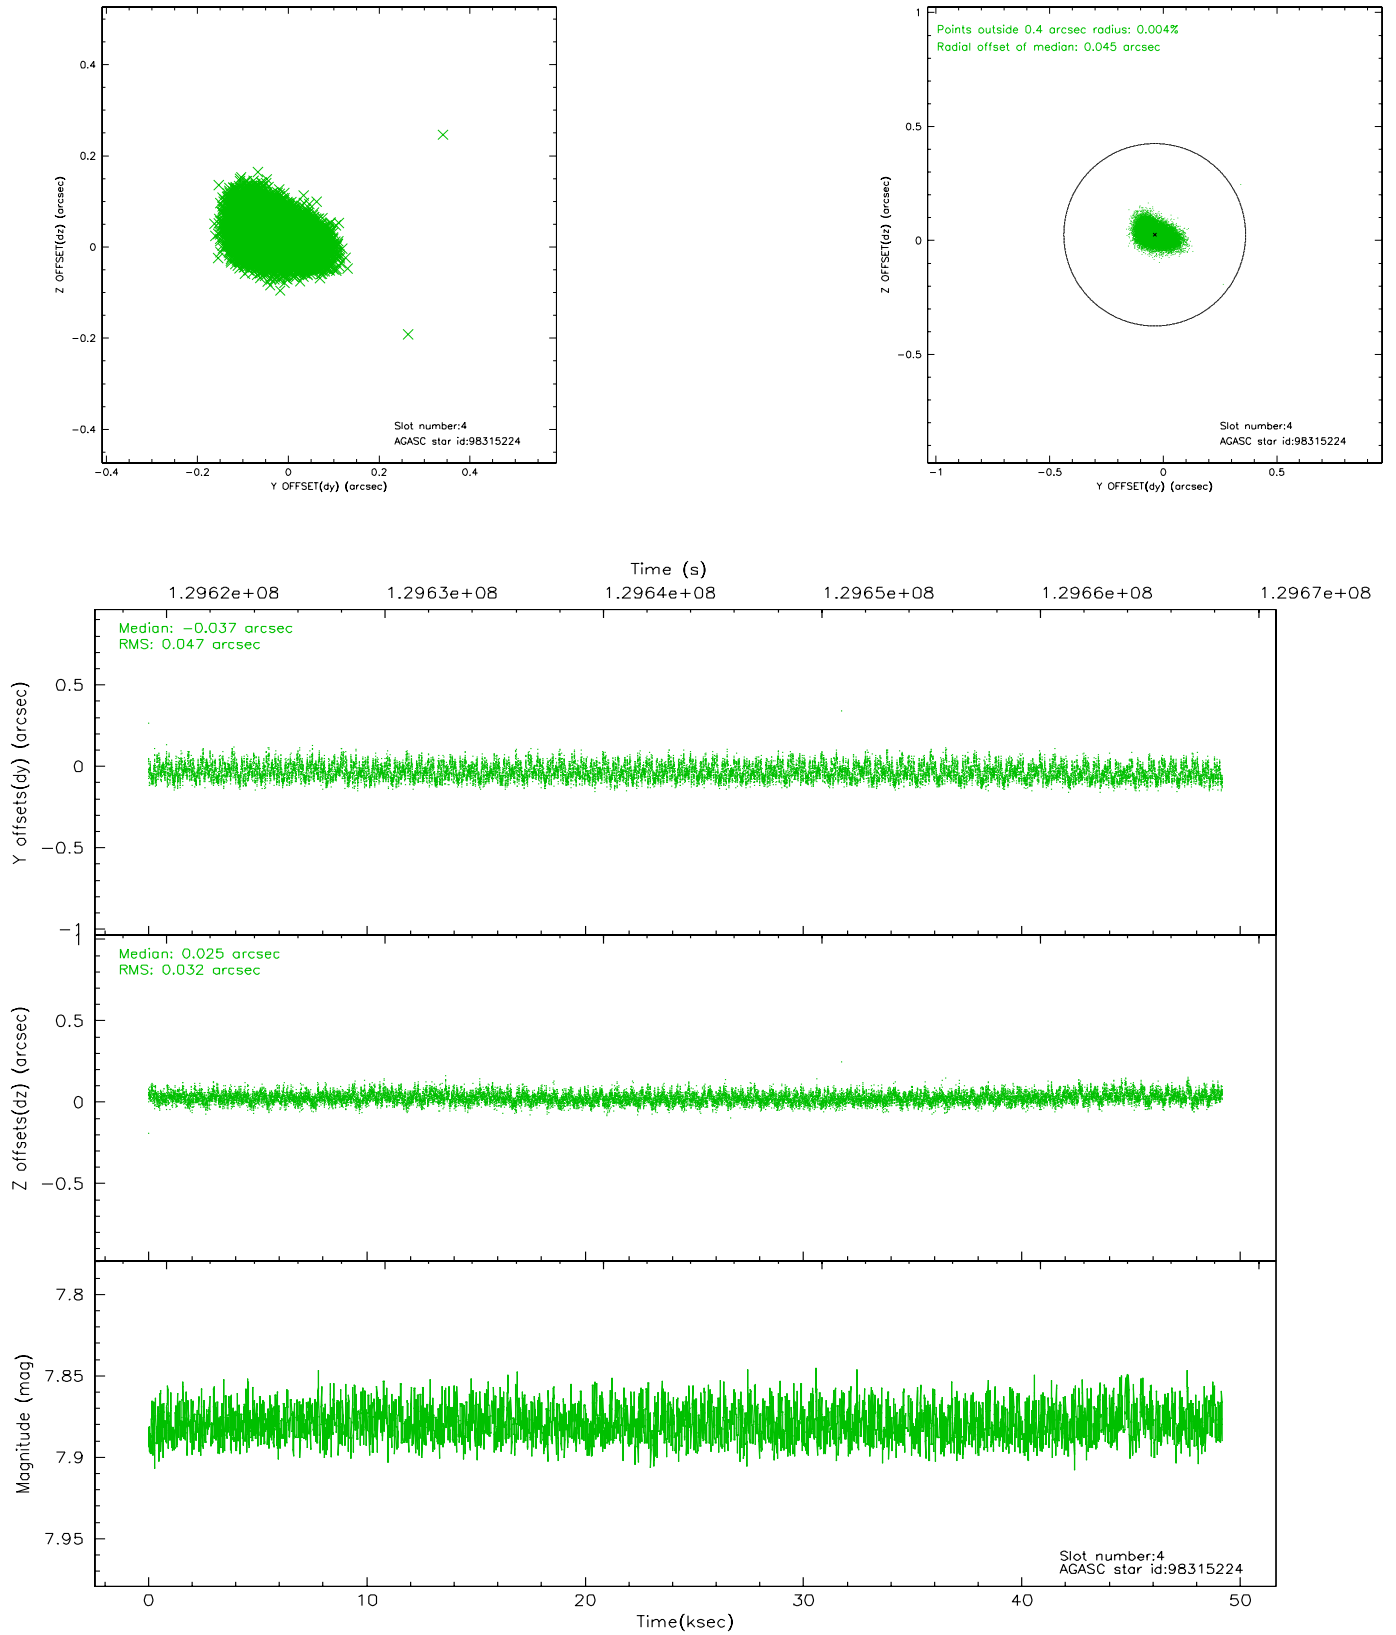 0.4
0.2
0
-0.2
-0.4
Z OFFSET(dz) (arcsec)
Slot number:4
AGASC star id:98315224
-0.4
-0.2
0
0.2
0.4
Y OFFSET(dy) (arcsec)
Points outside 0.4 arcsec radius: 0.004%
Radial offset of median: 0.045 arcsec
1
0.5
0
-0.5
Z OFFSET(dz) (arcsec)
Slot number:4
AGASC star id:98315224
-1
-0.5
0
0.5
Y OFFSET(dy) (arcsec)
Time (s)
1.2962e+08
1.2963e+08
1.2964e+08
1.2965e+08
1.2966e+08
1.2967e+08
Median: -0.037 arcsec
RMS: 0.047 arcsec
0.5
0
-0.5
-1
Y offsets(dy) (arcsec)
Median: 0.025 arcsec
RMS: 0.032 arcsec
1
0.5
0
-0.5
Z offsets(dz) (arcsec)
7.8
7.85
7.9
7.95
Magnitude (mag)
Slot number:4
AGASC star id:98315224
0
10
20
30
40
50
Time(ksec)